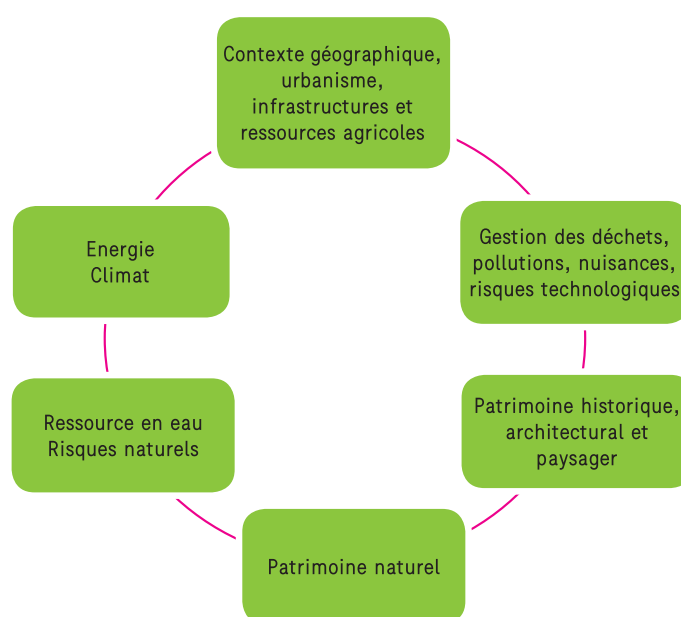 Contexte géographique,
urbanisme,
infrastructures et
ressources agricoles
Gestion des déchets,
pollutions, nuisances,
risques technologiques
Patrimoine historique,
architectural et
paysager
Patrimoine naturel
Ressource en eau
Risques naturels
Energie
Climat